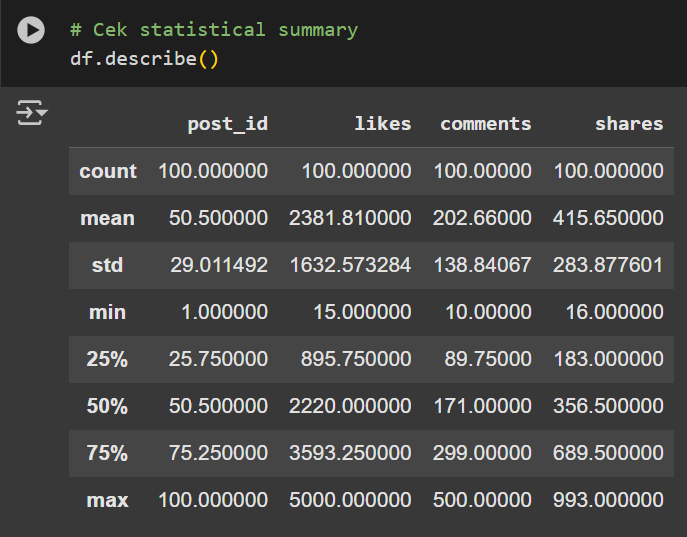 # Cek statistical summary
df.describe()
post_id likes comments shares
count 100.000000 100.000000 100.00000 100.000000
mean 50.500000 2381.810000 202.66000 415.650000
std 29.011492 1632.573284 138.84067 283.877601
min 1.000000 15.000000 10.00000 16.000000
25% 25.750000 895.750000 89.75000 183.000000
50% 50.500000 2220.000000 171.00000 356.500000
75% 75.250000 3593.250000 299.00000 689.500000
max 100.000000 5000.000000 500.00000 993.000000